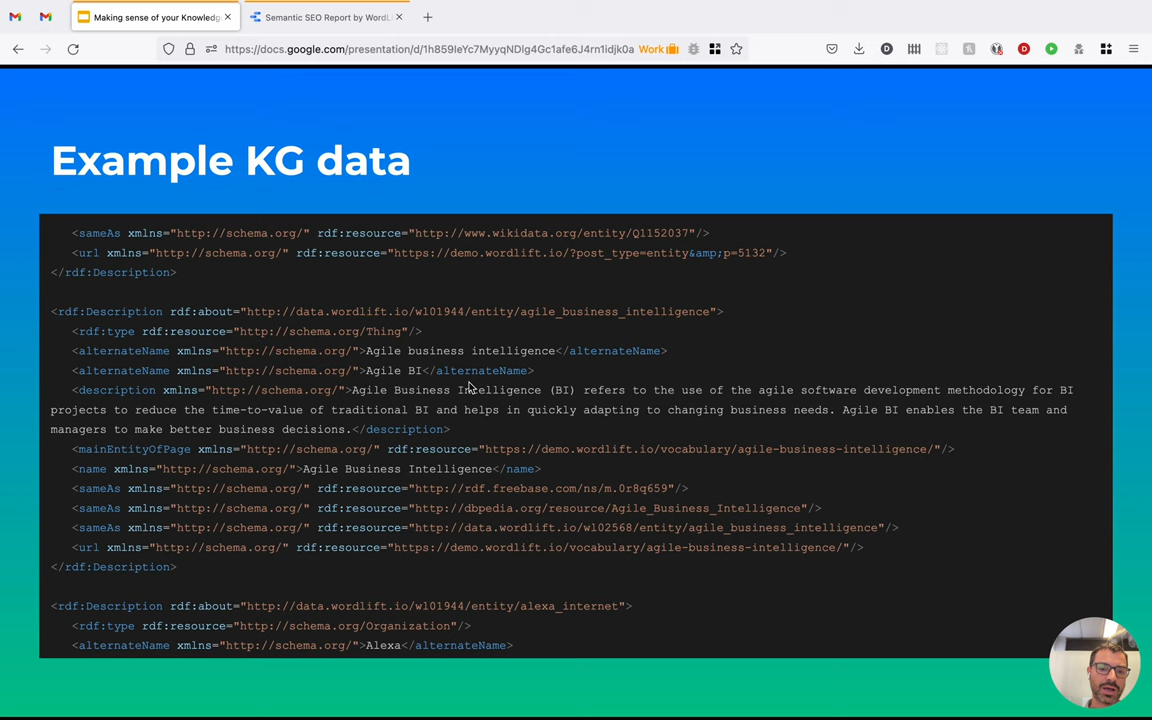 Making sense of your Knowledg
Semantic SEO Report by WordLi
https://docs.google.com/presentation/d/1h859IeYc7MyyqNDlg4Gc1afe6J4rn1idjk0a
Work
Example KG data
<sameAs xmlns="http://schema.org/" rdf:resource="http://www.wikidata.org/entity/Q1152037"/>
<url xmlns="http://schema.org/" rdf:resource="https://demo.wordlift.io/?post_type=entity&amp;p=5132"/>
</rdf:Description>
<rdf:Description rdf:about="http://data.wordlift.io/wl01944/entity/agile_business_intelligence">
<rdf:type rdf:resource="http://schema.org/Thing"/>
<alternateName xmlns="http://schema.org/">Agile business intelligence</alternateName>
<alternateName xmlns="http://schema.org/">Agile BI</alternateName>
<description xmlns="http://schema.org/">Agile Business Intelligence (BI) refers to the use of the agile software development methodology for BI
projects to reduce the time-to-value of traditional BI and helps in quickly adapting to changing business needs. Agile BI enables the BI team and
managers to make better business decisions.</description>
<mainEntityOfPage xmlns="http://schema.org/" rdf:resource="https://demo.wordlift.io/vocabulary/agile-business-intelligence/"/>
<name xmlns="http://schema.org/">Agile Business Intelligence</name>
<sameAs xmlns="http://schema.org/" rdf:resource="http://rdf.freebase.com/ns/m.0r8q659"/>
<sameAs xmlns="http://schema.org/" rdf:resource="http://dbpedia.org/resource/Agile_Business_Intelligence"/>
<sameAs xmlns="http://schema.org/" rdf:resource="http://data.wordlift.io/wl02568/entity/agile_business_intelligence"/>
<url xmlns="http://schema.org/" rdf:resource="https://demo.wordlift.io/vocabulary/agile-business-intelligence/"/>
</rdf:Description>
<rdf:Description rdf:about="http://data.wordlift.io/wl01944/entity/alexa_internet">
<rdf:type rdf:resource="http://schema.org/Organization"/>
<alternateName xmlns="http://schema.org/">Alexa</alternateName>